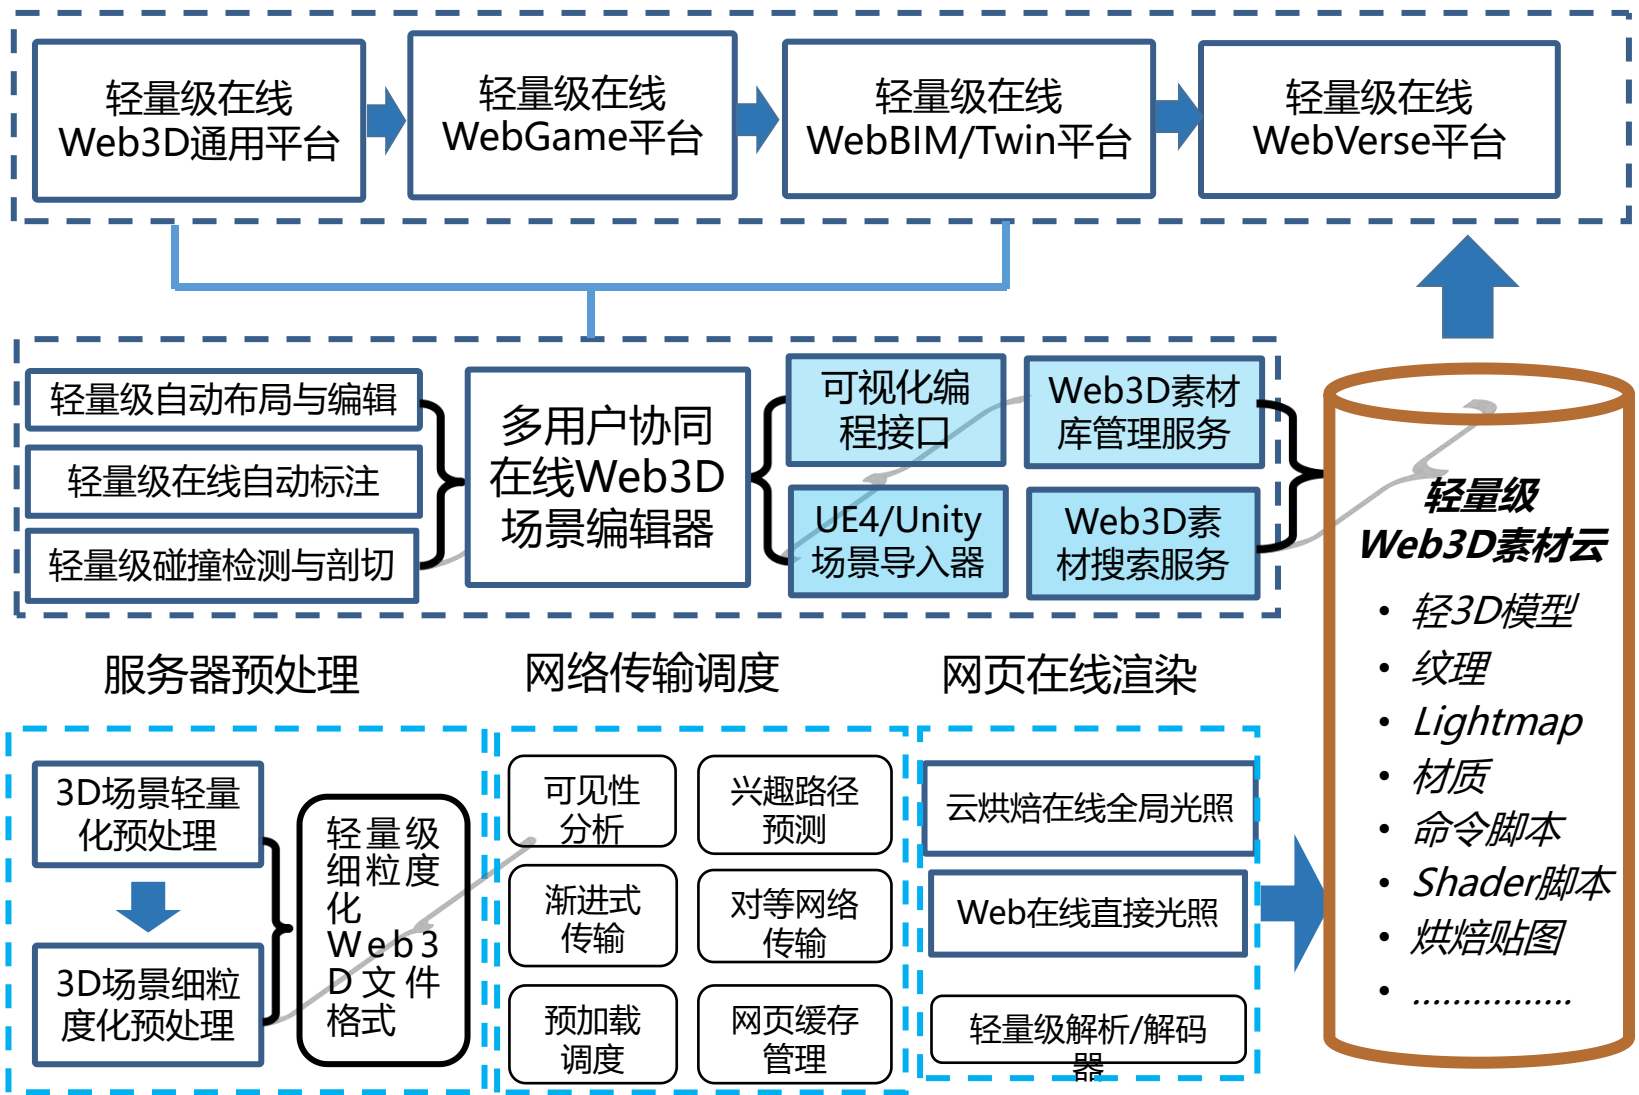 轻量级在线
Web3D通用平台
轻量级在线
WebGame平台
轻量级在线
WebBIM/Twin平台
轻量级在线
WebVerse平台
轻量级自动布局与编辑
轻量级在线自动标注
轻量级碰撞检测与剖切
多用户协同
在线Web3D
场景编辑器
可视化编
程接口
UE4/Unity
场景导入器
Web3D素材
库管理服务
Web3D素
材搜索服务
轻量级
Web3D素材云
• 轻3D模型
• 纹理
• Lightmap
• 材质
• 命令脚本
• Shader脚本
• 烘焙贴图
• ................
服务器预处理
3D场景轻量
化预处理
3D场景细粒
度化预处理
轻量级
细粒度
化
Web3
D文件
格式
网络传输调度
可见性
分析
兴趣路径
预测
渐进式
传输
对等网络
传输
预加载
调度
网页缓存
管理
网页在线渲染
云烘焙在线全局光照
Web在线直接光照
轻量级解析/解码
器